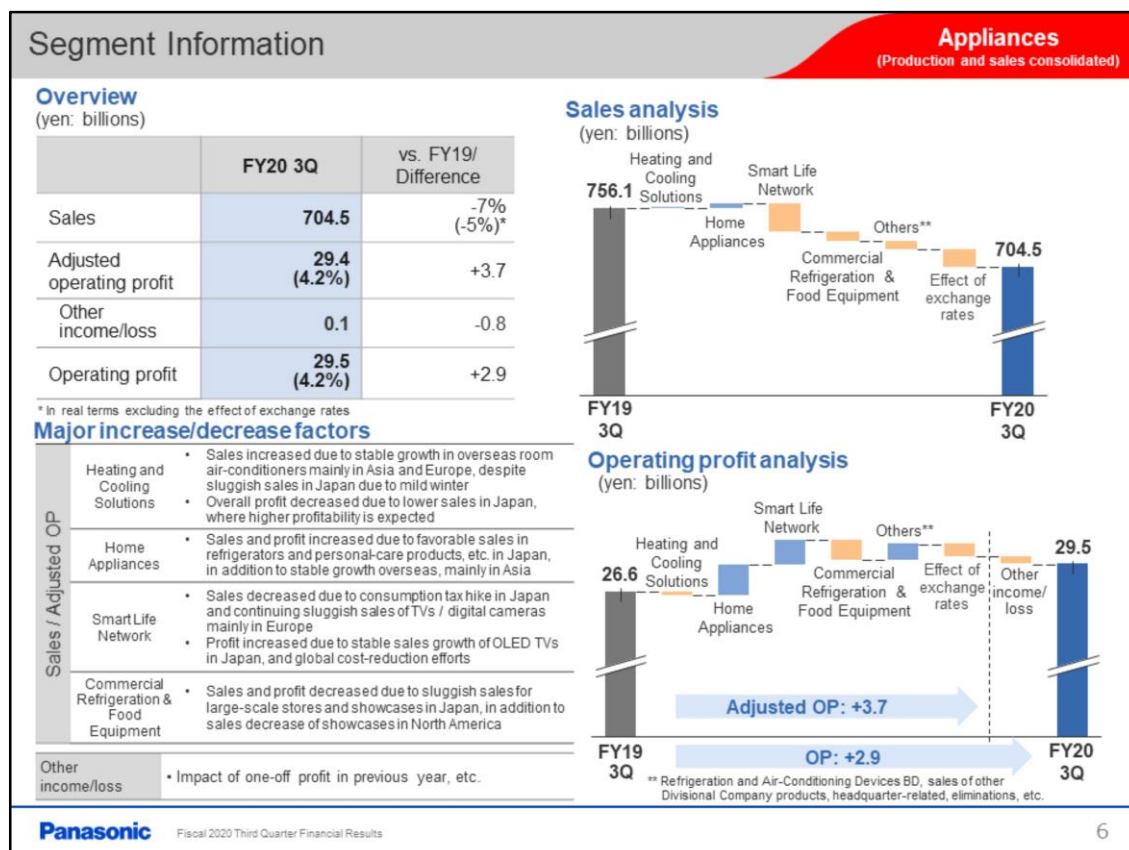 Segment Information
Appliances
(Production and sales consolidated)
Overview
(yen: billions)
FY20 3Q
vs. FY19/
Difference
Sales
704.5
-7%
(-5%)*
Adjusted
operating profit
29.4
(4.2%)
+3.7
Other
income/loss
0.1
-0.8
Operating profit
29.5
(4.2%)
+2.9
* In real terms excluding the effect of exchange rates
Major increase/decrease factors
Sales / Adjusted OP
Heating and
Cooling
Solutions
• Sales increased due to stable growth in overseas room
air-conditioners mainly in Asia and Europe, despite
sluggish sales in Japan due to mild winter
• Overall profit decreased due to lower sales in Japan,
where higher profitability is expected
Home
Appliances
• Sales and profit increased due to favorable sales in
refrigerators and personal-care products, etc. in Japan,
in addition to stable growth overseas, mainly in Asia
Smart Life
Network
• Sales decreased due to consumption tax hike in Japan
and continuing sluggish sales of TVs / digital cameras
mainly in Europe
• Profit increased due to stable sales growth of OLED TVs
in Japan, and global cost-reduction efforts
Commercial
Refrigeration &
Food
Equipment
• Sales and profit decreased due to sluggish sales for
large-scale stores and showcases in Japan, in addition to
sales decrease of showcases in North America
Other
income/loss
• Impact of one-off profit in previous year, etc.
Sales analysis
(yen: billions)
756.1
Heating and
Cooling
Solutions
Home
Appliances
Smart Life
Network
Commercial
Refrigeration &
Food Equipment
Others**
Effect of
exchange
rates
704.5
FY19
3Q
FY20
3Q
Operating profit analysis
(yen: billions)
26.6
Heating and
Cooling
Solutions
Home
Appliances
Smart Life
Network
Commercial
Refrigeration &
Food Equipment
Others**
Effect of
exchange
rates
Other
income/
loss
29.5
Adjusted OP: +3.7
OP: +2.9
FY19
3Q
FY20
3Q
** Refrigeration and Air-Conditioning Devices BD, sales of other
Divisional Company products, headquarter-related, eliminations, etc.
Panasonic
Fiscal 2020 Third Quarter Financial Results
6